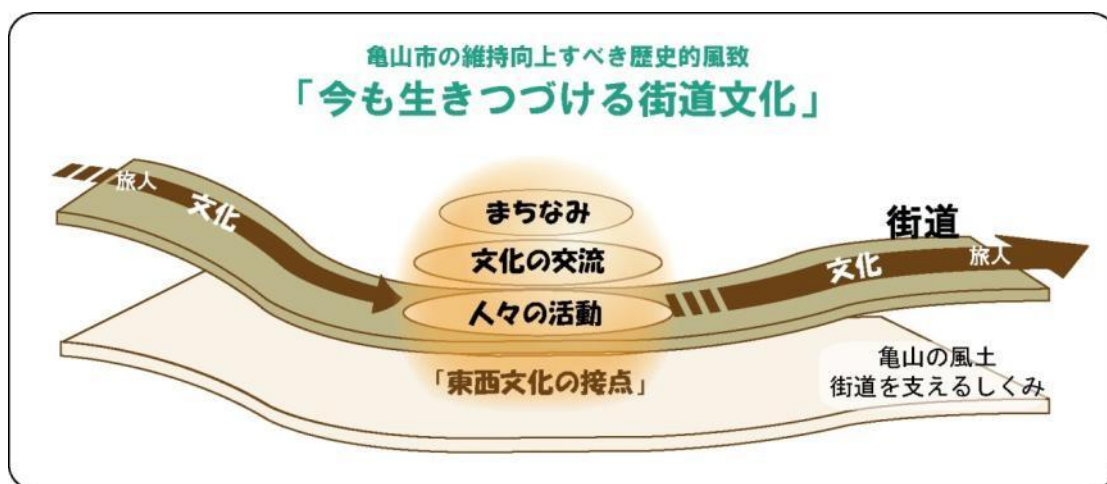 亀山市の維持向上すべき歴史的風致
「今も生きつづける街道文化」
旅人
文化
まちなみ
文化の交流
人々の活動
「東西文化の接点」
街道
文化
旅人
亀山の風土
街道を支えるしくみ